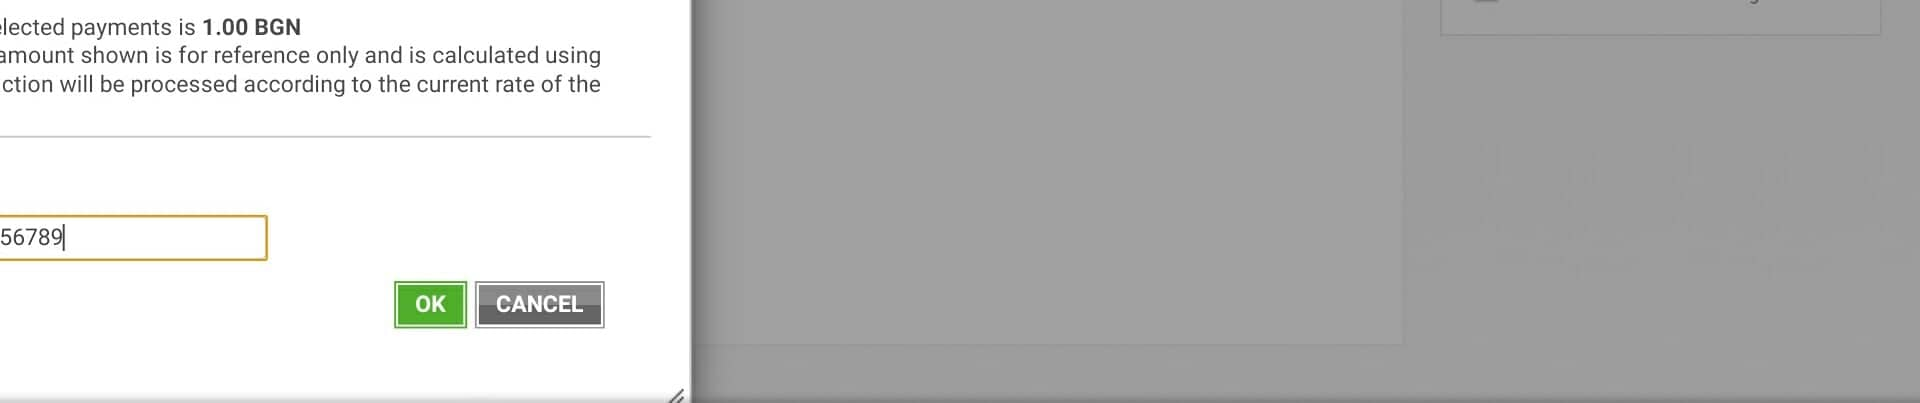 elected payments is 1.00 BGN
amount shown is for reference only and is calculated using
ction will be processed according to the current rate of the
56789
OK CANCEL